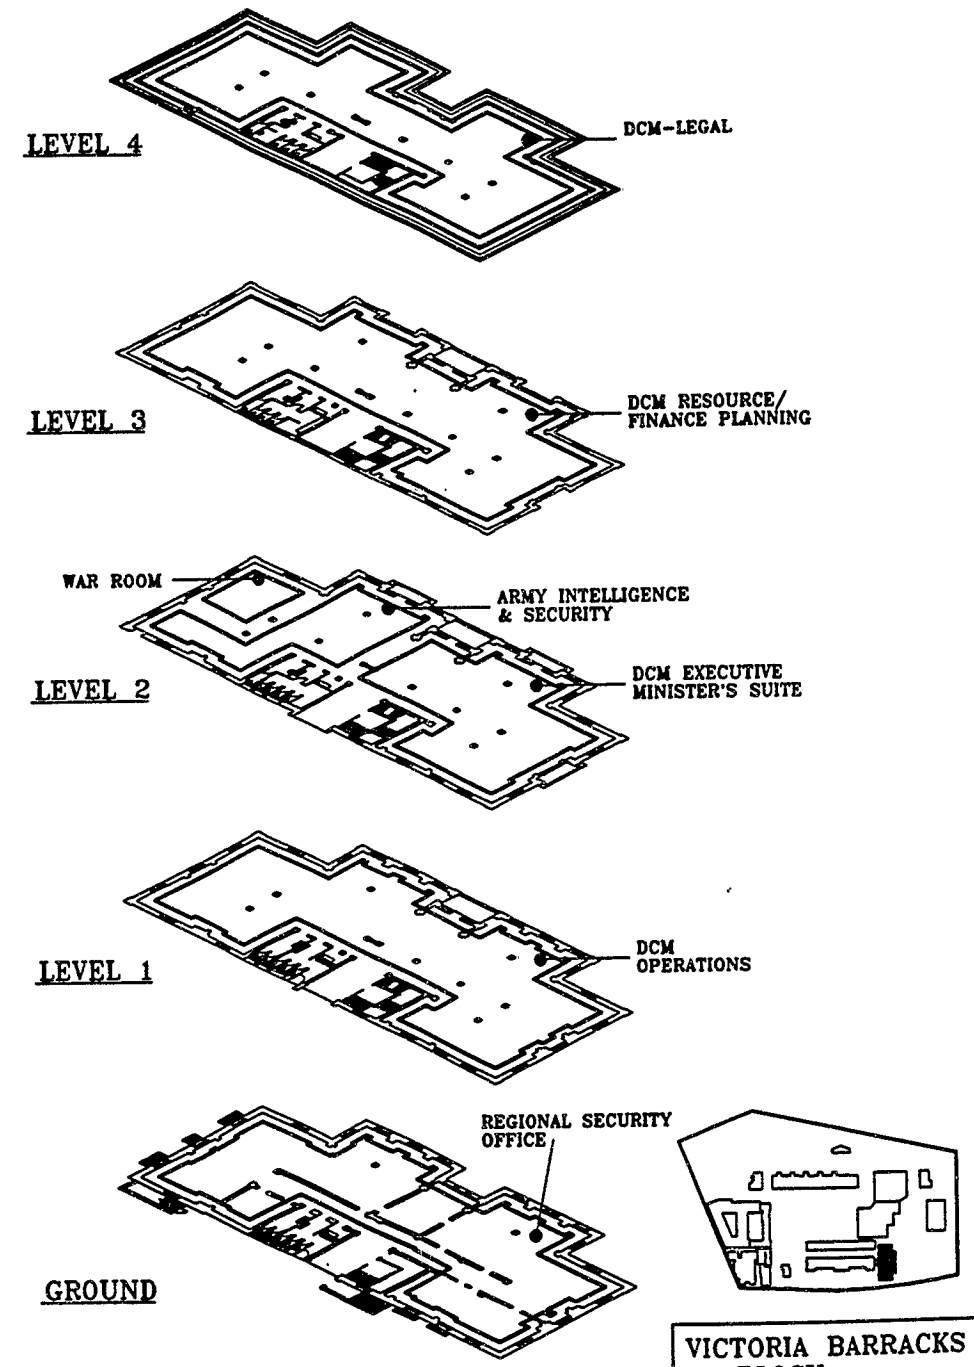 LEVEL 4
DCM-LEGAL
LEVEL 3
DCM RESOURCE/
FINANCE PLANNING
WAR ROOM
ARMY INTELLIGENCE
& SECURITY
LEVEL 2
DCM EXECUTIVE
MINISTER'S SUITE
LEVEL 1
DCM
OPERATIONS
REGIONAL SECURITY
OFFICE
GROUND
VICTORIA BARRACKS